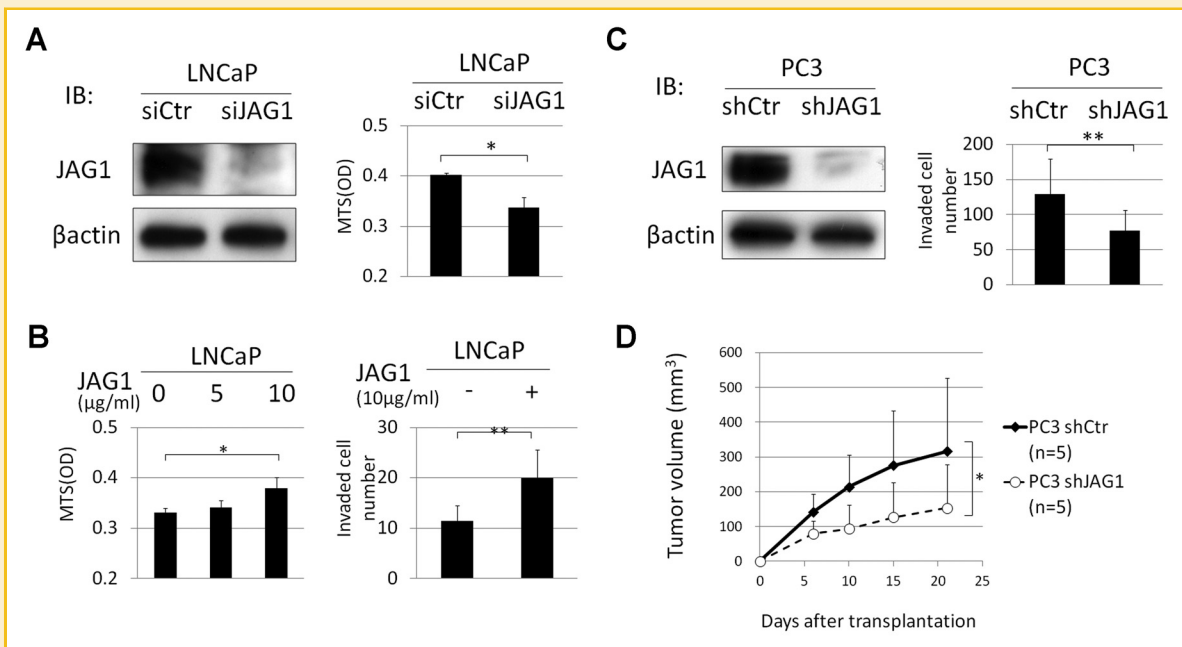 A
LNCaP
IB:
siCtr siJAG1
JAG1
βactin
LNCaP
siCtr siJAG1
0.5
*
0.4
0.3
0.2
MTS(OD)
C
PC3
IB:
shCtr shJAG1
JAG1
βactin
PC3
shCtr shJAG1
**
200
150
100
50
0
Invaded cell
number
B
LNCaP
JAG1
(μg/ml)
0 5 10
0.5
*
0.4
0.3
0.2
MTS(OD)
LNCaP
JAG1
(10μg/ml)
- +
30
**
20
10
0
Invaded cell
number
D
600
500
400
300
200
100
0
Tumor volume (mm³)
0 5 10 15 20 25
Days after transplantation
*
PC3 shCtr
(n=5)
PC3 shJAG1
(n=5)